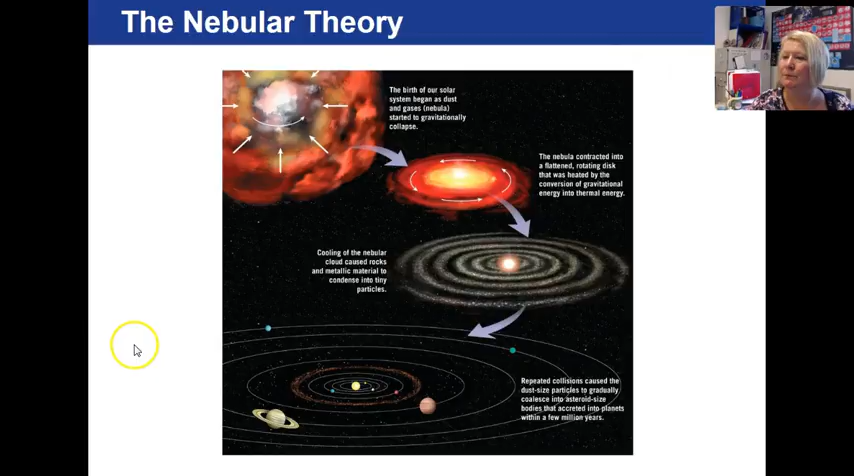 The Nebular Theory
The birth of our solar
system began as dust
and gases (nebula)
started to gravitationally
collapse.
The nebula contracted into
a flattened, rotating disk
that was heated by the
conversion of gravitational
energy into thermal energy.
Cooling of the nebular
cloud caused rocks
and metallic material to
condense into tiny
particles.
Repeated collisions caused the
dust-size particles to gradually
coalesce into asteroid-size
bodies that accreted into planets
within a few million years.